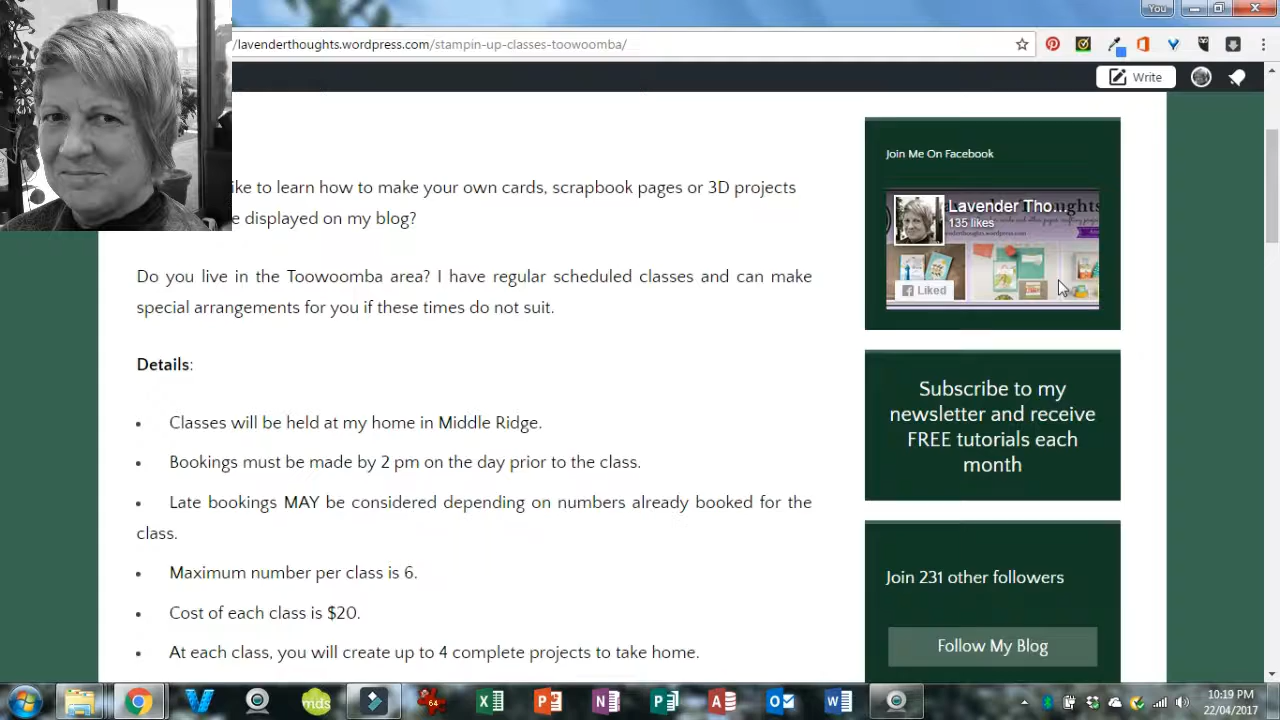 You
/lavenderthoughts.wordpress.com/stampin-up-classes-toowoomba/
Write
ike to learn how to make your own cards, scrapbook pages or 3D projects
e displayed on my blog?
Do you live in the Toowoomba area? I have regular scheduled classes and can make
special arrangements for you if these times do not suit.
Details:
• Classes will be held at my home in Middle Ridge.
• Bookings must be made by 2 pm on the day prior to the class.
• Late bookings MAY be considered depending on numbers already booked for the
class.
• Maximum number per class is 6.
• Cost of each class is $20.
• At each class, you will create up to 4 complete projects to take home.
Join Me On Facebook
Lavender Tho...
135 likes
Liked
Subscribe to my
newsletter and receive
FREE tutorials each
month
Join 231 other followers
Follow My Blog
mds
64
10:19 PM
22/04/2017